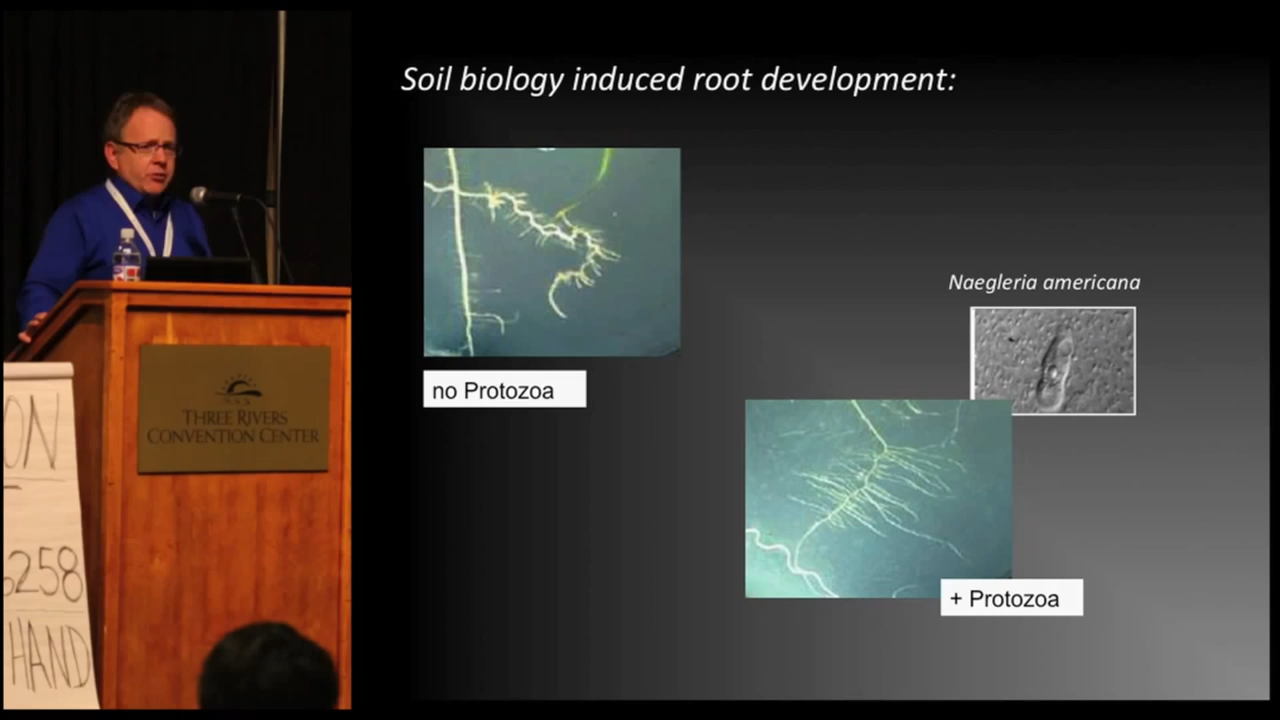 Soil biology induced root development:
no Protozoa
Naegleria americana
+ Protozoa
THREE RIVERS
CONVENTION CENTER
ON
258
HAND